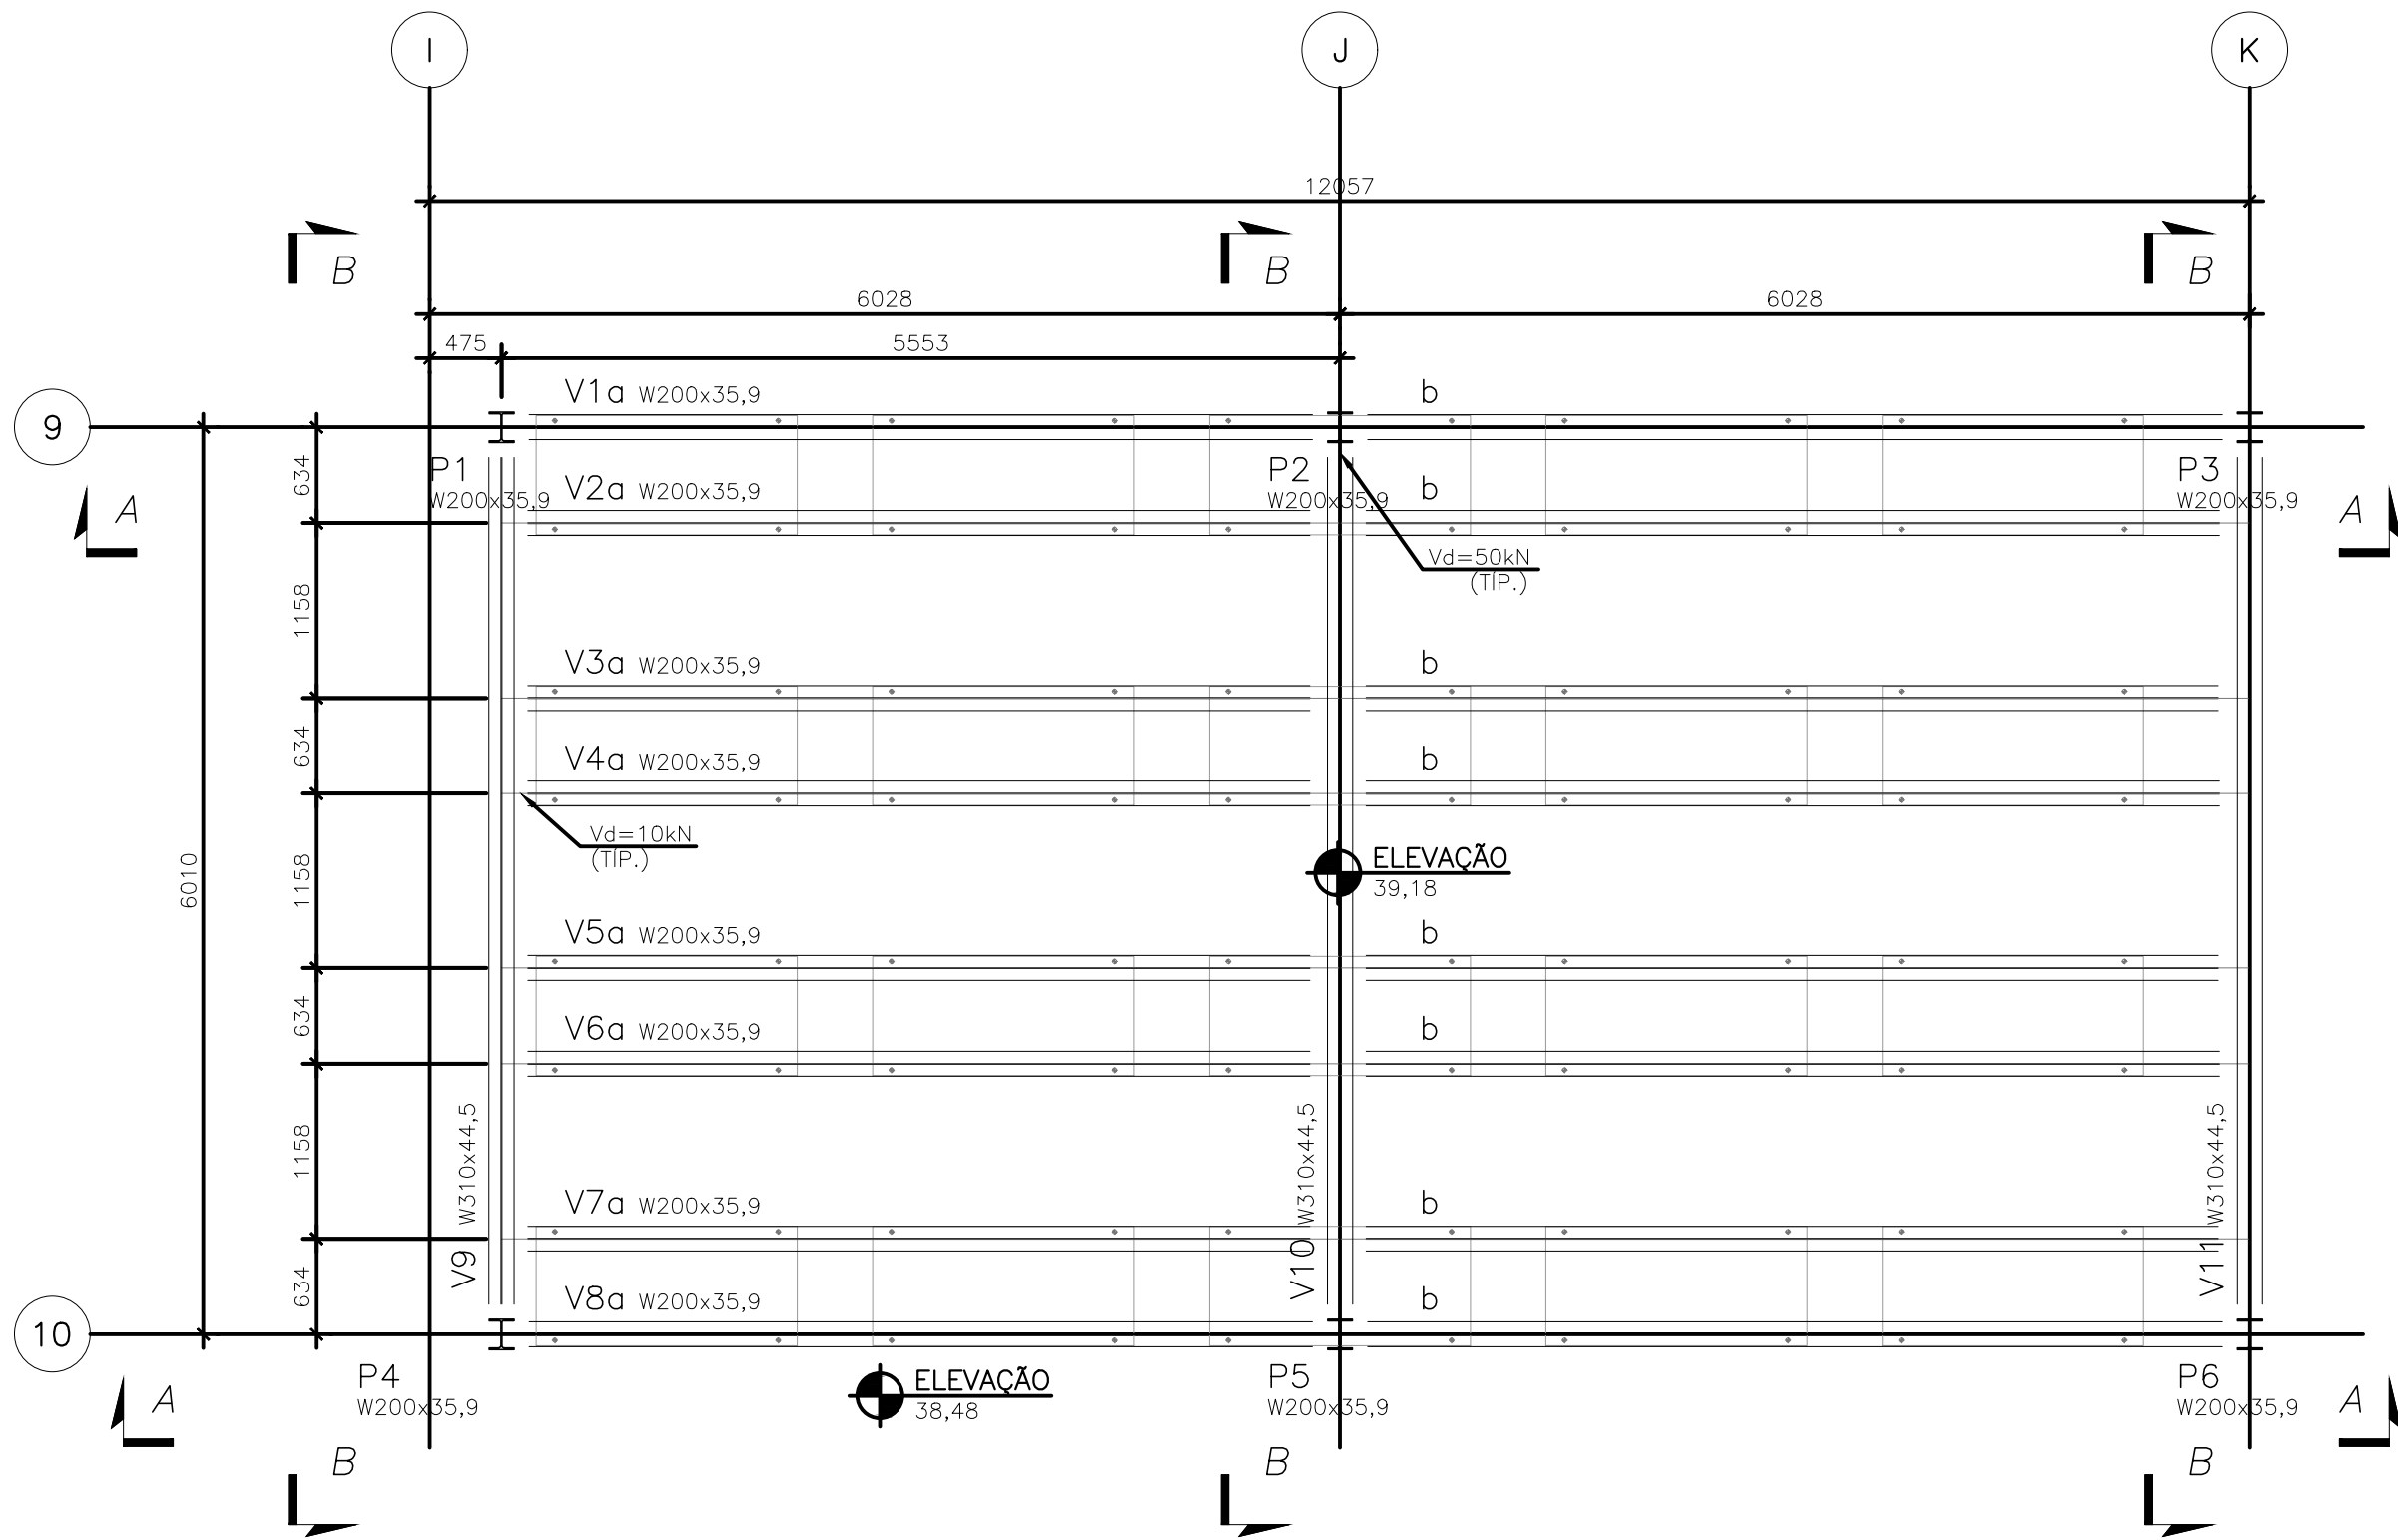 I
J
K
12057
B
B
B
6028
6028
475
5553
V1a W200x35,9
b
9
634
P1
W200x35,9
V2a W200x35,9
P2
W200x35,9
b
P3
W200x35,9
A
A
Vd=50kN
(TÍP.)
1158
V3a W200x35,9
b
634
V4a W200x35,9
b
Vd=10kN
(TÍP.)
ELEVAÇÃO
39,18
6010
1158
V5a W200x35,9
b
634
V6a W200x35,9
b
1158
V9 W310x44,5
V10 W310x44,5
V11 W310x44,5
V7a W200x35,9
b
634
V8a W200x35,9
b
10
P4
W200x35,9
ELEVAÇÃO
38,48
P5
W200x35,9
P6
W200x35,9
A
A
B
B
B